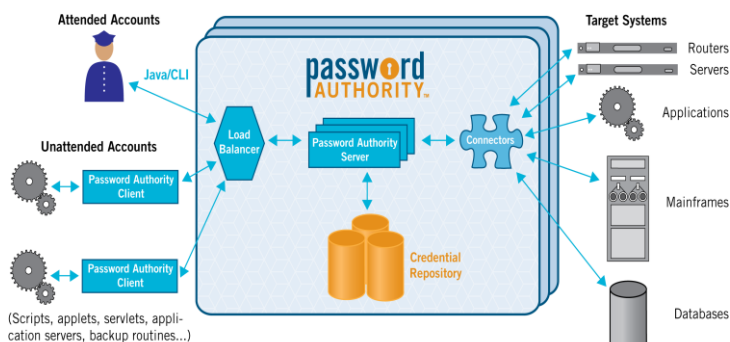 Attended Accounts
Java/CLI
Unattended Accounts
Password Authority
Client
Password Authority
Client
(Scripts, applets, servlets, appli-
cation servers, backup routines...)
password
AUTHORITY™
Load
Balancer
Password Authority
Server
Connectors
Credential
Repository
Target Systems
Routers
Servers
Applications
Mainframes
Databases